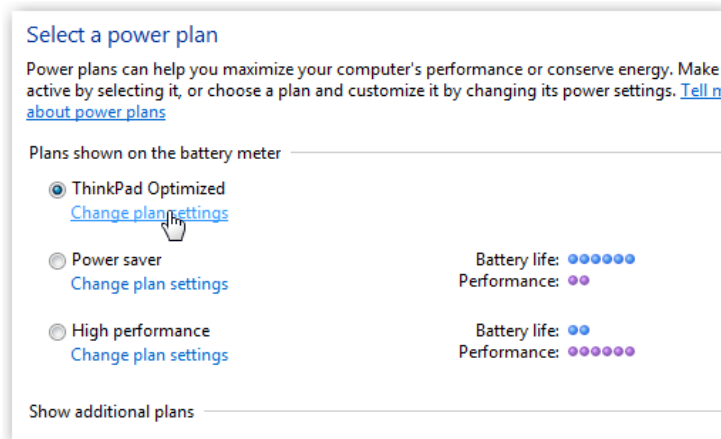 Select a power plan
Power plans can help you maximize your computer's performance or conserve energy. Make
active by selecting it, or choose a plan and customize it by changing its power settings. Tell
about power plans
Plans shown on the battery meter
ThinkPad Optimized
Change plan settings
Power saver
Battery life:
Change plan settings
Performance:
High performance
Battery life:
Change plan settings
Performance:
Show additional plans